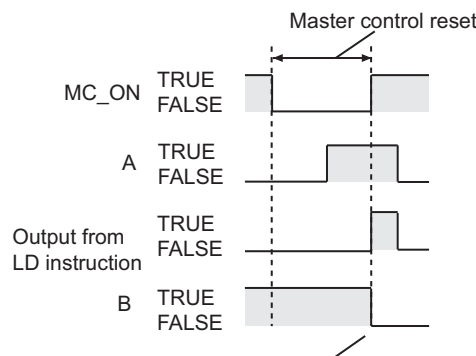 Master control reset
MC_ON TRUE
FALSE
A TRUE
FALSE
Output from
LD instruction TRUE
FALSE
B TRUE
FALSE